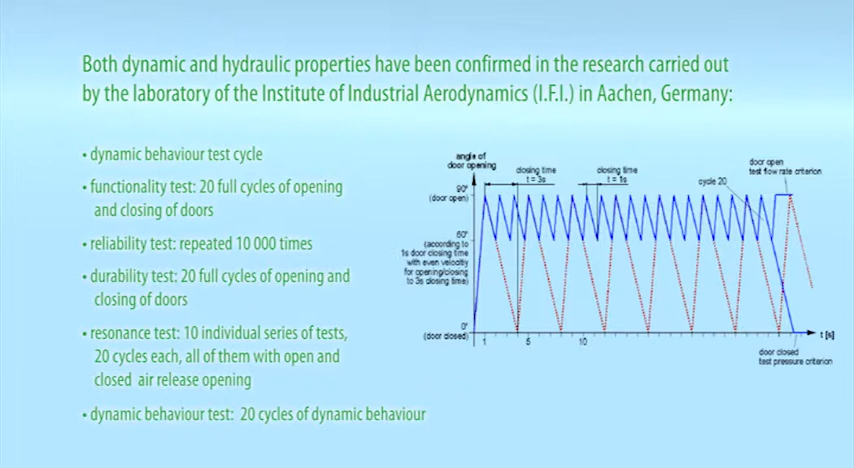 Both dynamic and hydraulic properties have been confirmed in the research carried out
by the laboratory of the Institute of Industrial Aerodynamics (I.F.I.) in Aachen, Germany:
• dynamic behaviour test cycle
• functionality test: 20 full cycles of opening
and closing of doors
• reliability test: repeated 10 000 times
• durability test: 20 full cycles of opening and
closing of doors
• resonance test: 10 individual series of tests,
20 cycles each, all of them with open and
closed air release opening
• dynamic behaviour test: 20 cycles of dynamic behaviour
angle of
door opening
closing time
t = 3s
closing time
t = 1s
cycle 20
door open
test flow rate criterion
90°
(door open)
60°
(according to
1s door closing time
with even velocity
for opening/closing
to 3s closing time)
0°
(door closed)
1
5
10
t [s]
door closed
test pressure criterion